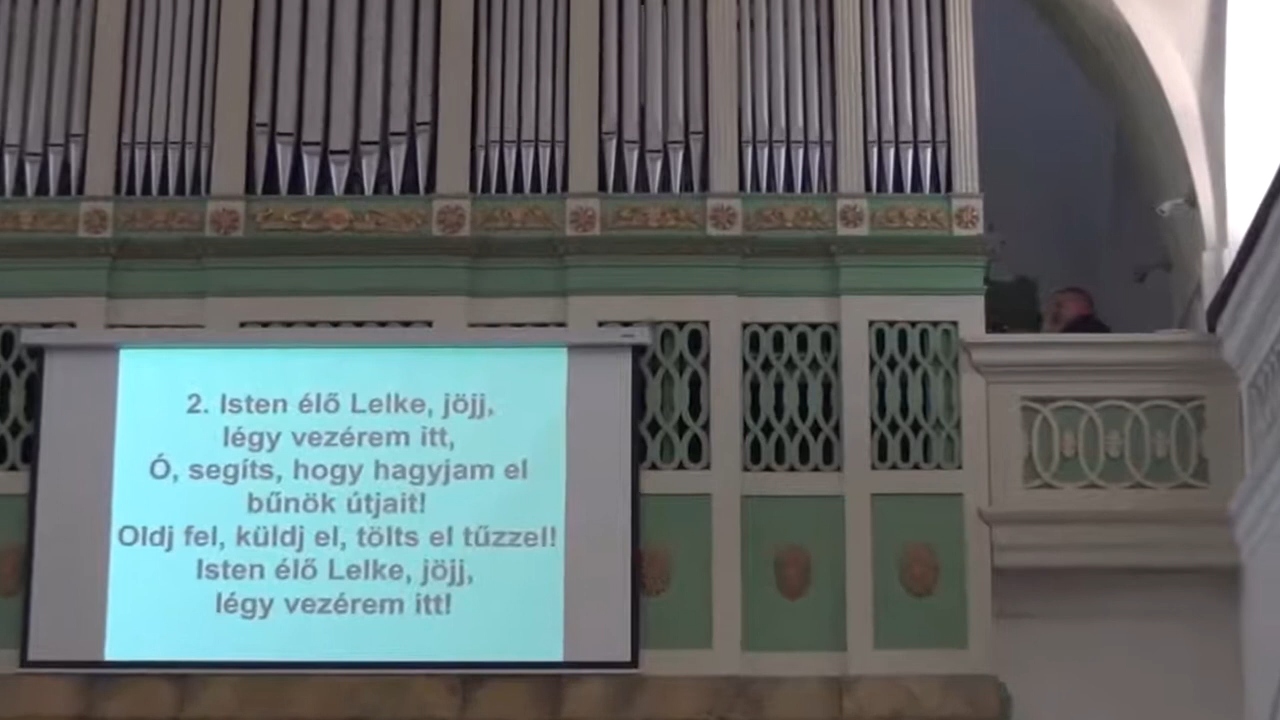 2. Isten élő Lelke, jöjj,
légy vezérem itt,
Ó, segíts, hogy hagyjam el
bűnök útjait!
Oldj fel, küldj el, tölts el tűzzel!
Isten élő Lelke, jöjj,
légy vezérem itt!